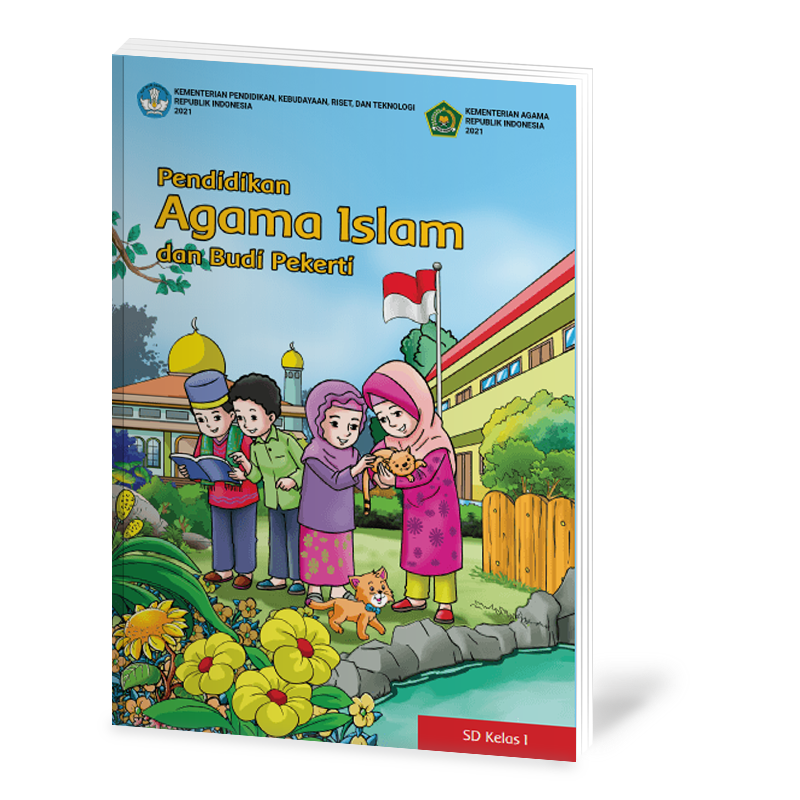 KEMENTERIAN PENDIDIKAN, KEBUDAYAAN, RISET, DAN TEKNOLOGI
REPUBLIK INDONESIA
2021
KEMENTERIAN AGAMA
REPUBLIK INDONESIA
2021
Pendidikan
Agama Islam
dan Budi Pekerti
SD Kelas I